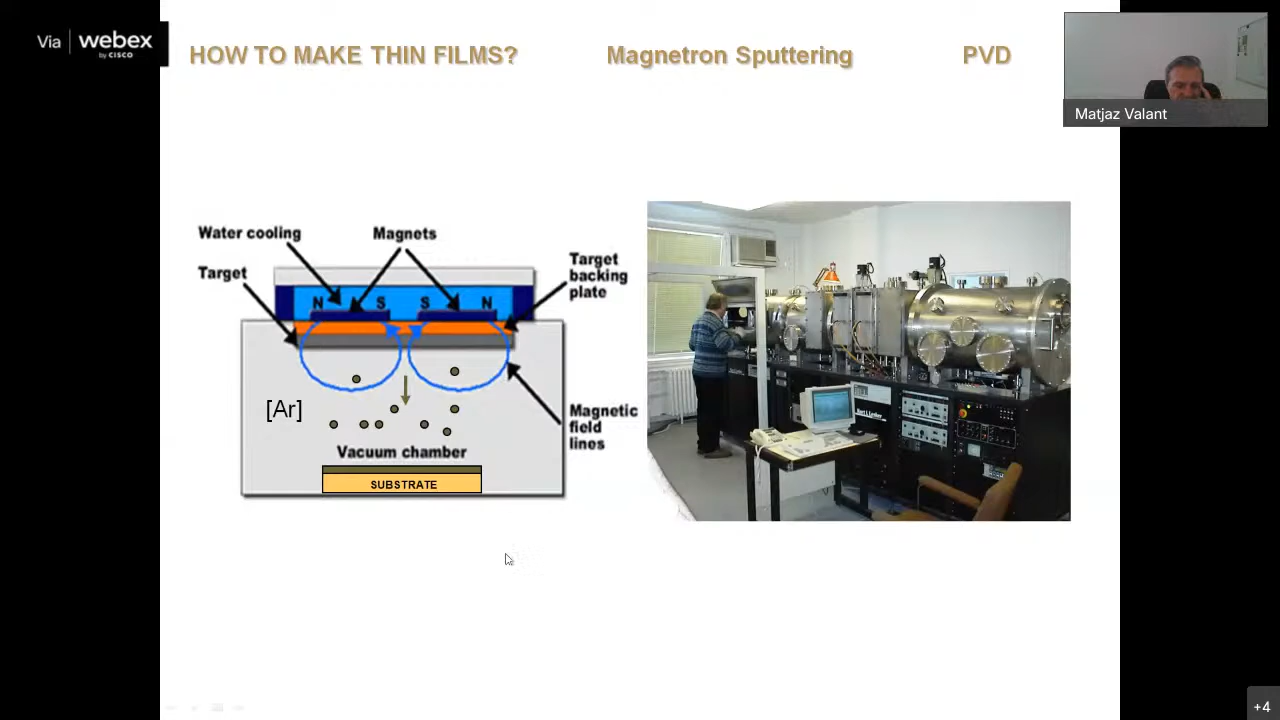 Via webex
by CISCO
HOW TO MAKE THIN FILMS? Magnetron Sputtering PVD
Matjaz Valant
Water cooling
Magnets
Target
Target
backing
plate
N S S N
[Ar]
Magnetic
field
lines
Vacuum chamber
SUBSTRATE
+4